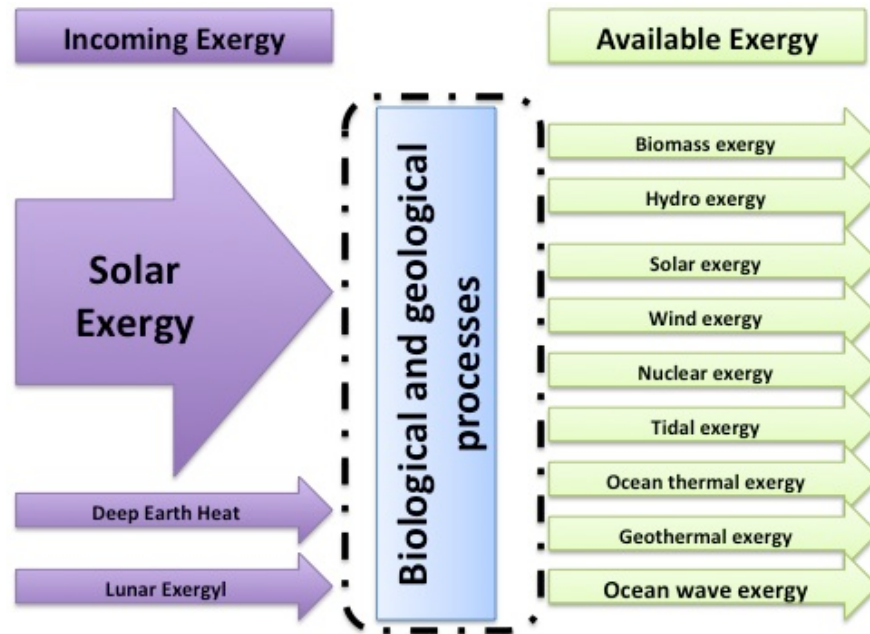 Incoming Exergy
Available Exergy
Solar
Exergy
Deep Earth Heat
Lunar Exergyl
Biological and geological
processes
Biomass exergy
Hydro exergy
Solar exergy
Wind exergy
Nuclear exergy
Tidal exergy
Ocean thermal exergy
Geothermal exergy
Ocean wave exergy